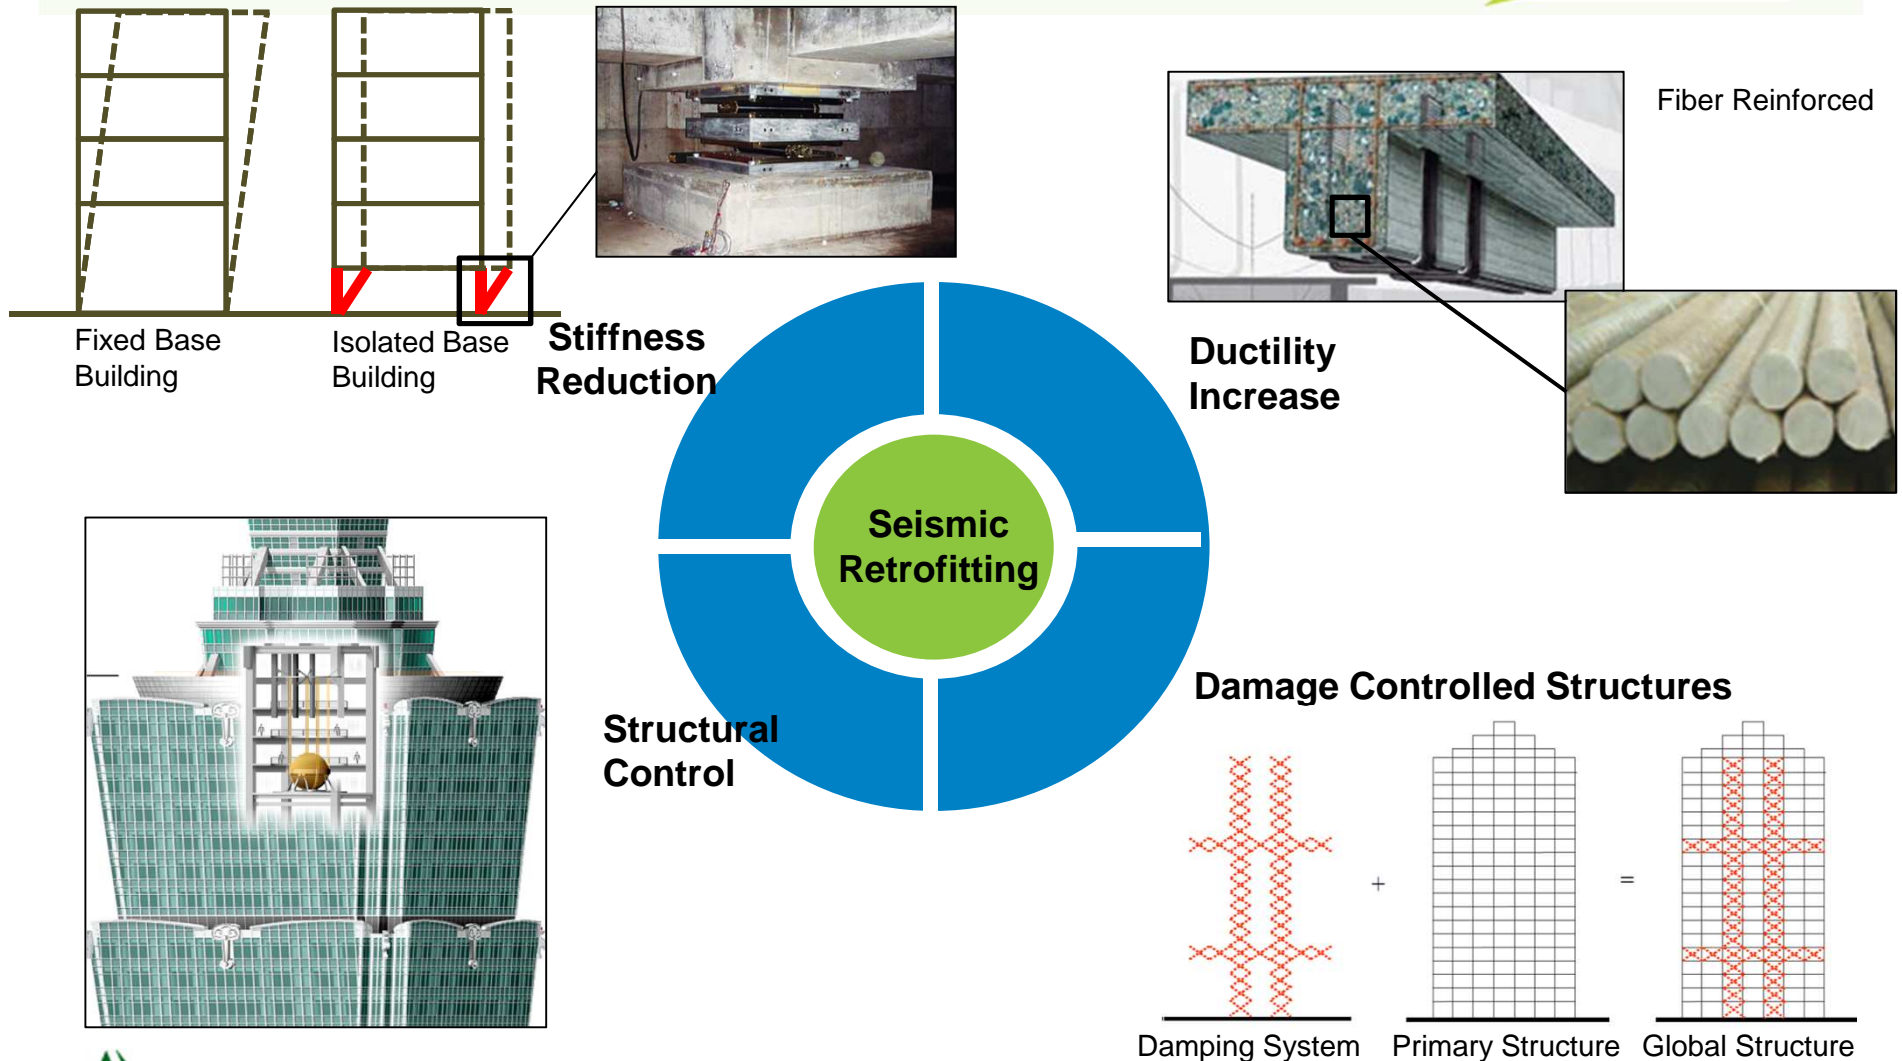 Fiber Reinforced
Fixed Base
Building
Isolated Base
Building
Stiffness
Reduction
Ductility
Increase
Seismic
Retrofitting
Structural
Control
Damage Controlled Structures
+
=
Damping System
Primary Structure
Global Structure